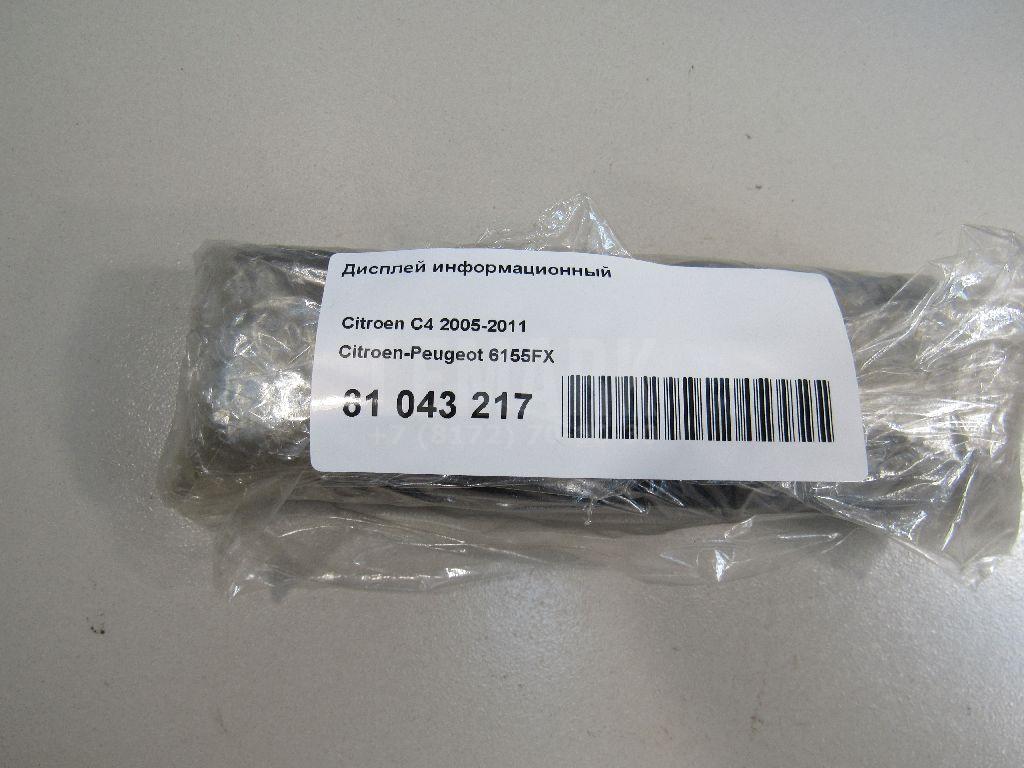 Дисплей информационный
Citroen C4 2005-2011
Citroen-Peugeot 6155FX
81 043 217